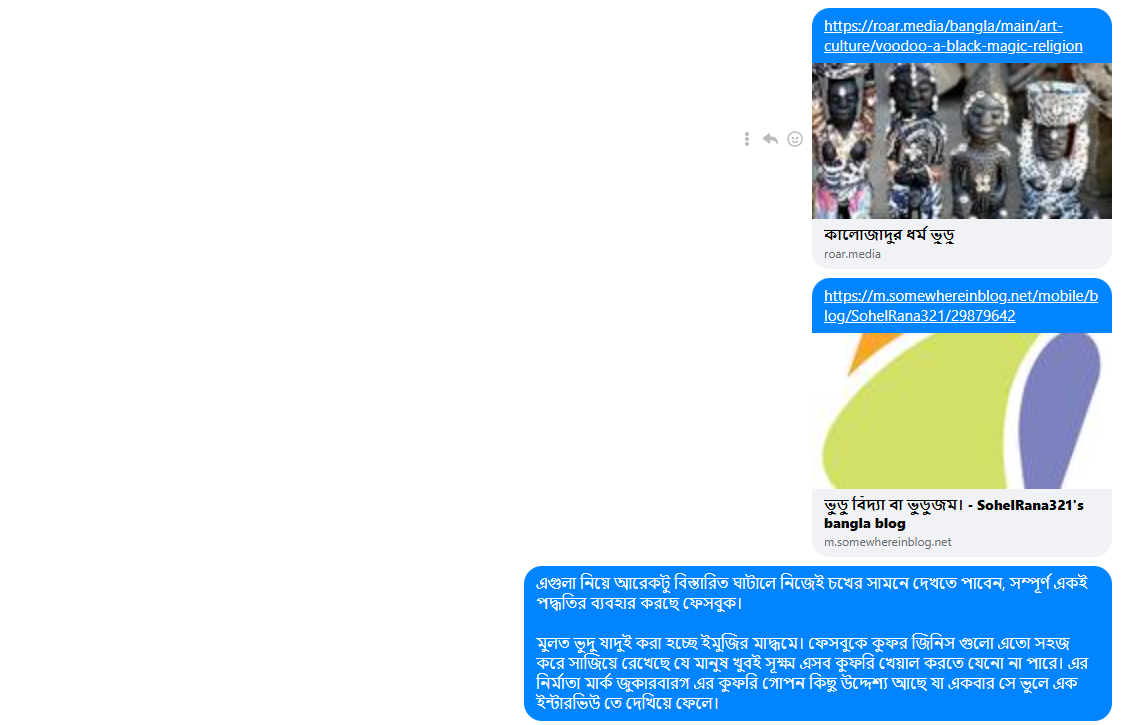 https://roar.media/bangla/main/art-
culture/voodoo-a-black-magic-religion
কালোজাদুর ধর্ম ভুডু
roar.media
https://m.somewhereinblog.net/mobile/b
log/SohelRana321/29879642
ভুডু বিদ্যা বা ভুডুজম। - SohelRana321's
bangla blog
m.somewhereinblog.net
এগুলা নিয়ে আরেকটু বিস্তারিত ঘাটালে নিজেই চখের সামনে দেখতে পাবেন, সম্পূর্ণ একই
পদ্ধতির ব্যবহার করছে ফেসবুক।
মুলত ভুদু যাদুই করা হচ্ছে ইমুজির মাদ্ধমে। ফেসবুকে কুফর জিনিস গুলো এতো সহজ
করে সাজিয়ে রেখেছে যে মানুষ খুবই সূক্ষ্ম এসব কুফরি খেয়াল করতে যেনো না পারে। এর
নির্মাতা মার্ক জুকারবারগ এর কুফরি গোপন কিছু উদ্দেশ্য আছে যা একবার সে ভুলে এক
ইন্টারভিউ তে দেখিয়ে ফেলে।